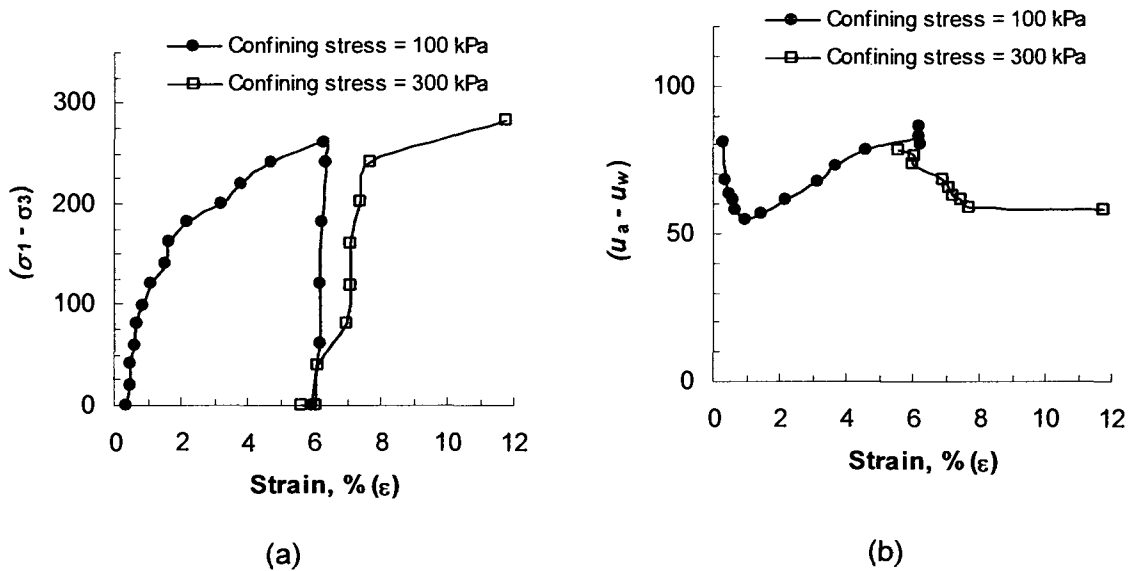 Confining stress = 100 kPa
Confining stress = 300 kPa
300
200
100
0
(σ1 - σ3)
0 2 4 6 8 10 12
Strain, % (ε)
(a)
Confining stress = 100 kPa
Confining stress = 300 kPa
100
50
0
(ua - uw)
0 2 4 6 8 10 12
Strain, % (ε)
(b)